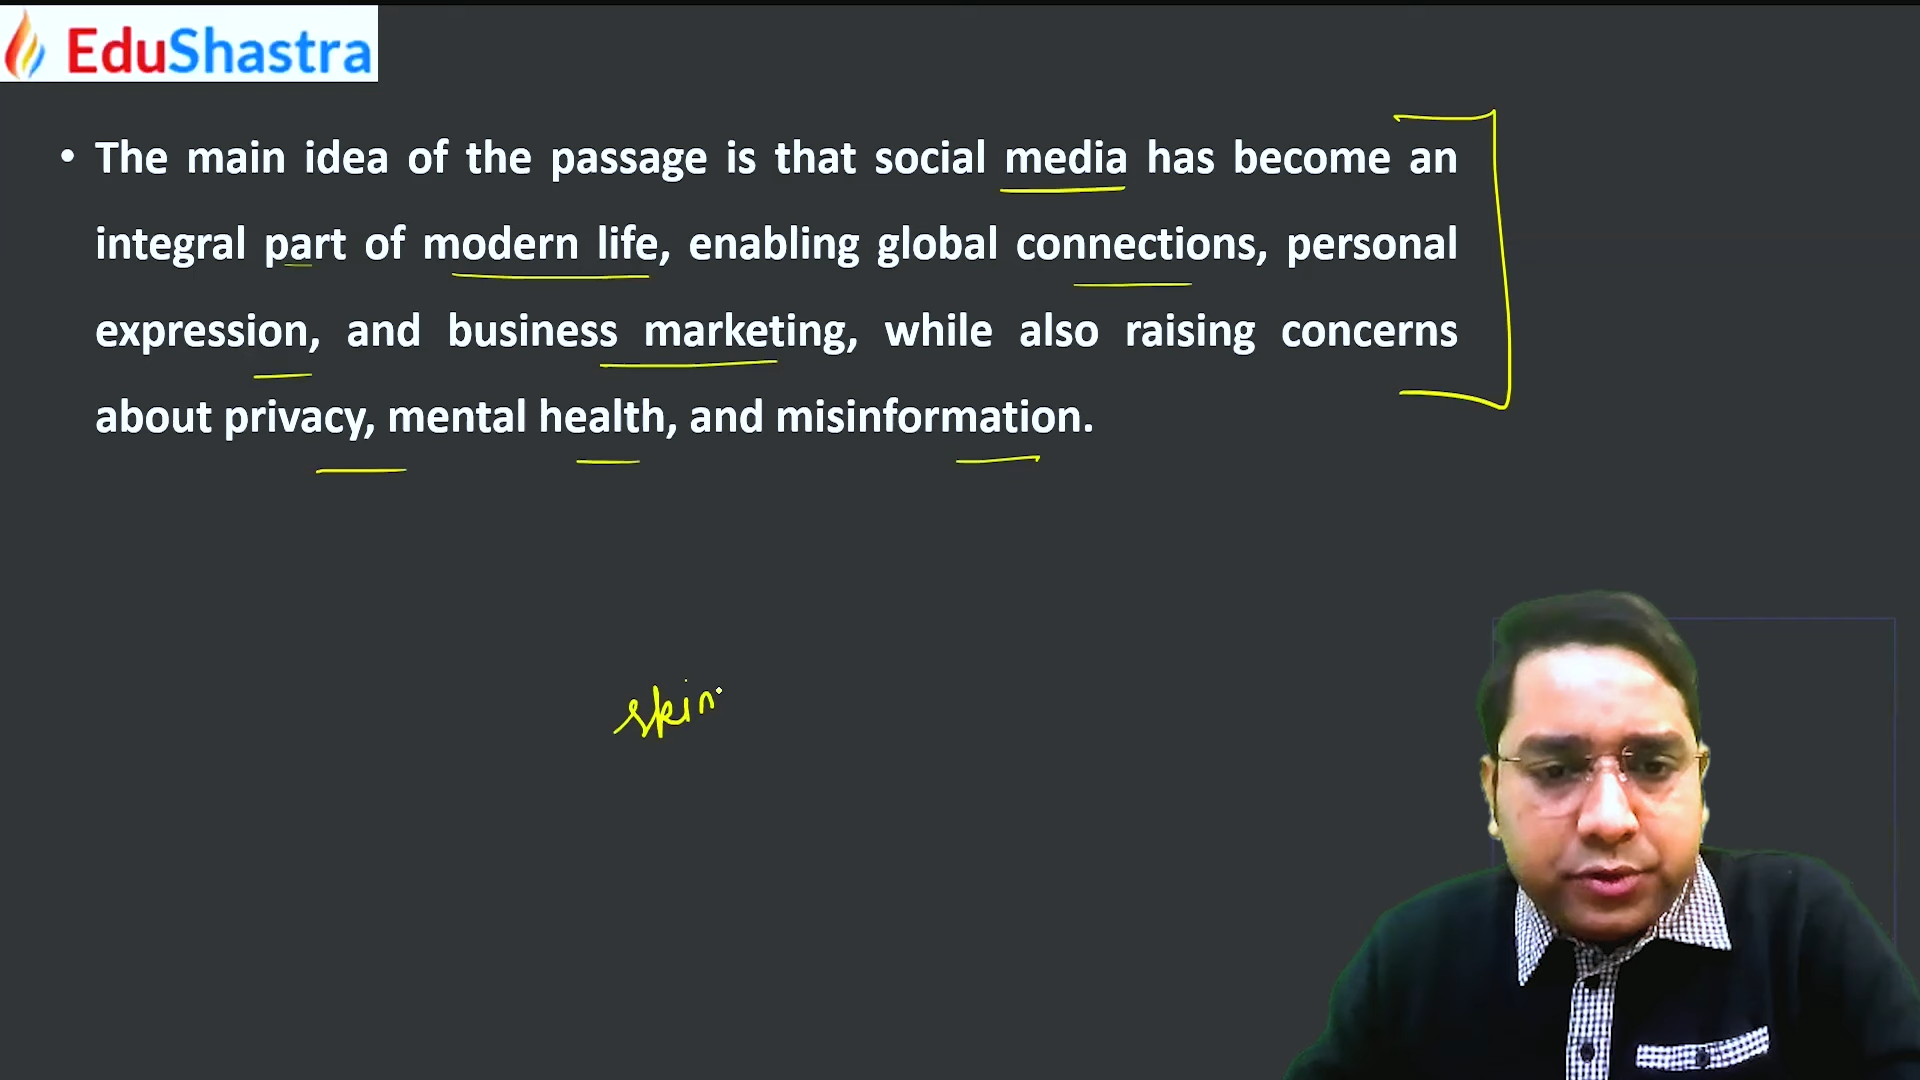 EduShastra
• The main idea of the passage is that social media has become an
integral part of modern life, enabling global connections, personal
expression, and business marketing, while also raising concerns
about privacy, mental health, and misinformation.
skin